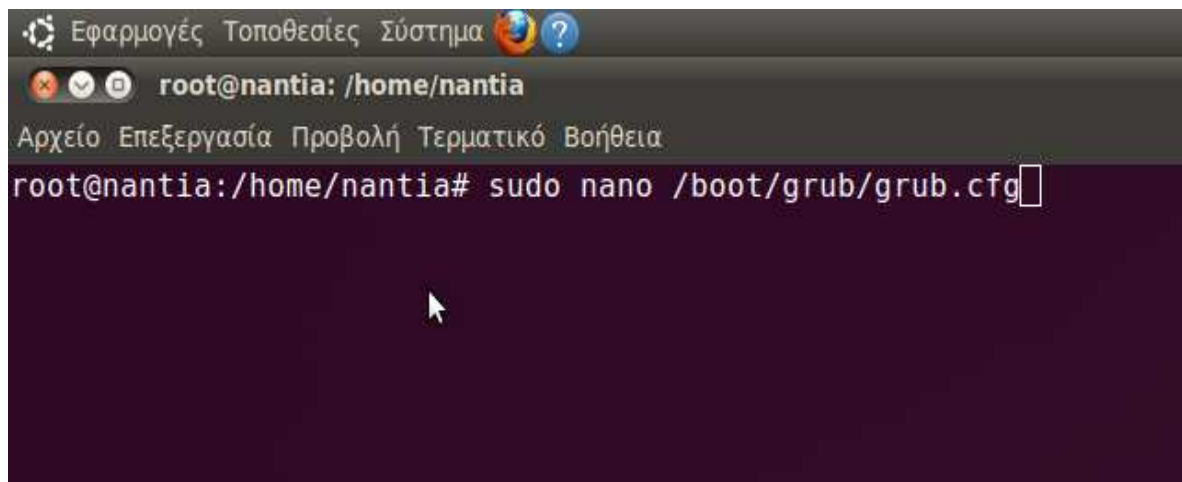 Εφαρμογές Τοποθεσίες Σύστημα ?
root@nantia: /home/nantia
Αρχείο Επεξεργασία Προβολή Τερματικό Βοήθεια
root@nantia:/home/nantia# sudo nano /boot/grub/grub.cfg